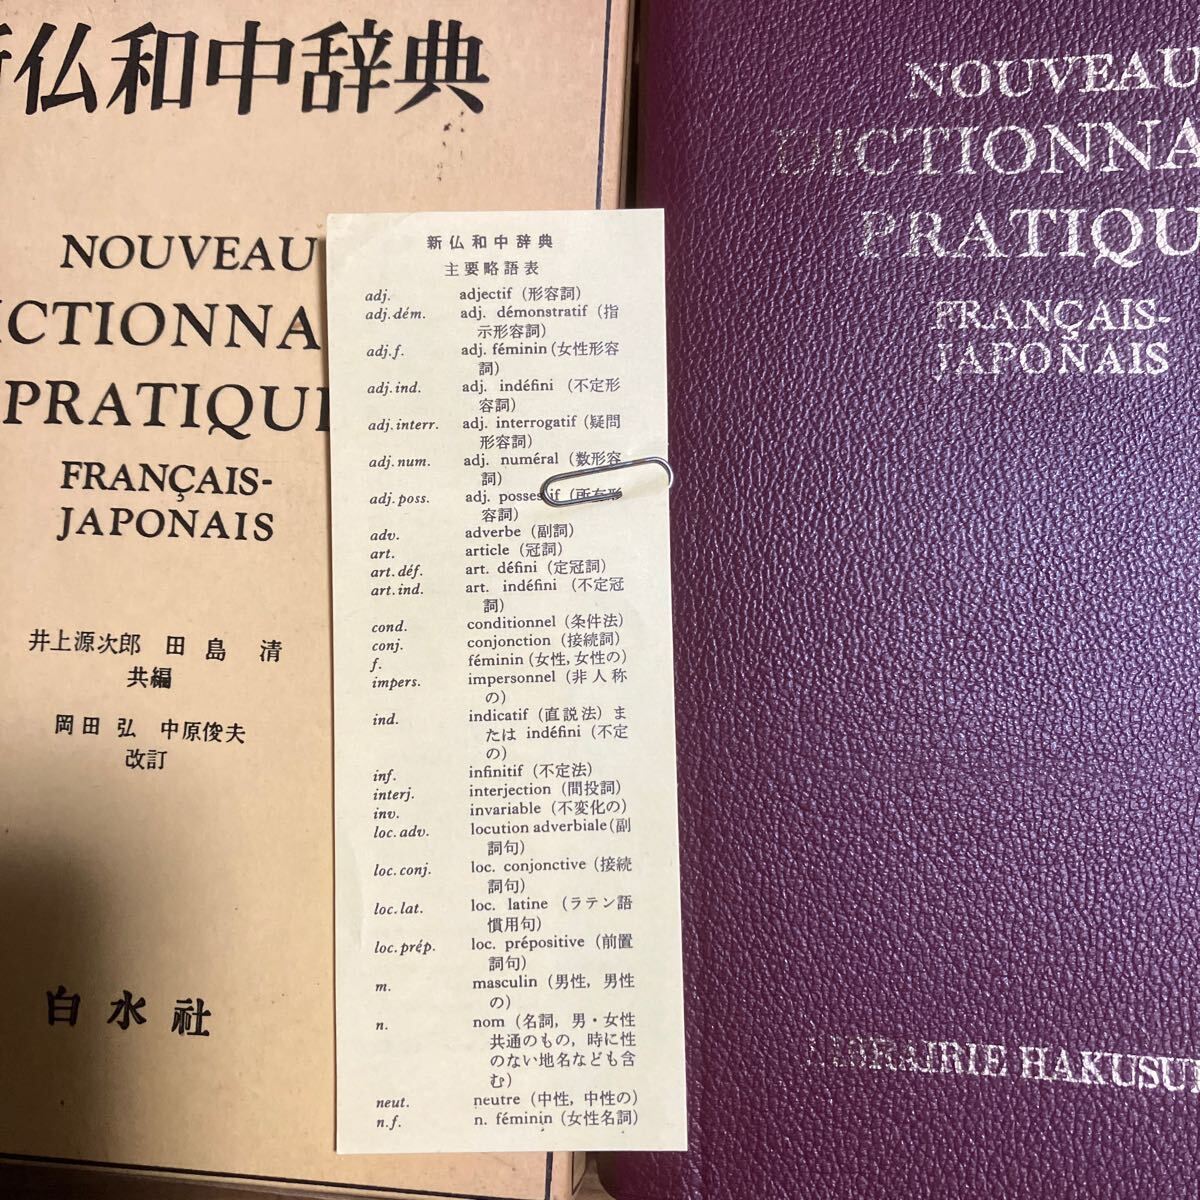 仏和中辞典
NOUVEAU
CTIONNA
PRATIQU
FRANÇAIS-
JAPONAIS
井上源次郎 田島 清
共編
岡田 弘 中原俊夫
改訂
白水社
新仏和中辞典
主要略語表
adj. adjectif (形容詞)
adj.dém. adj. démonstratif (指
示形容詞)
adj.f. adj. féminin (女性形容
詞)
adj.ind. adj. indéfini (不定形
容詞)
adj.interr. adj. interrogatif (疑問
形容詞)
adj.num. adj. numéral (数形容
詞)
adj.poss. adj. possessif (所有形
容詞)
adv. adverbe (副詞)
art. article (冠詞)
art.déf. art. défini (定冠詞)
art.ind. art. indéfini (不定冠
詞)
cond. conditionnel (条件法)
conj. conjonction (接続詞)
f. féminin (女性, 女性の)
impers. impersonnel (非人称
の)
ind. indicatif (直説法) ま
たは indéfini (不定
の)
inf. infinitif (不定法)
interj. interjection (間投詞)
inv. invariable (不変化の)
loc.adv. locution adverbiale (副
詞句)
loc.conj. loc. conjonctive (接続
詞句)
loc.lat. loc. latine (ラテン語
慣用句)
loc.prép. loc. prépositive (前置
詞句)
m. masculin (男性, 男性
の)
n. nom (名詞, 男・女性
共通のもの, 時に性
のない地名なども含
む)
neut. neutre (中性, 中性の)
n.f. n. féminin (女性名詞)
NOUVEAU
DICTIONNA
PRATIQU
FRANÇAIS-
JAPONAIS
LIBRAIRIE HAKUSUI